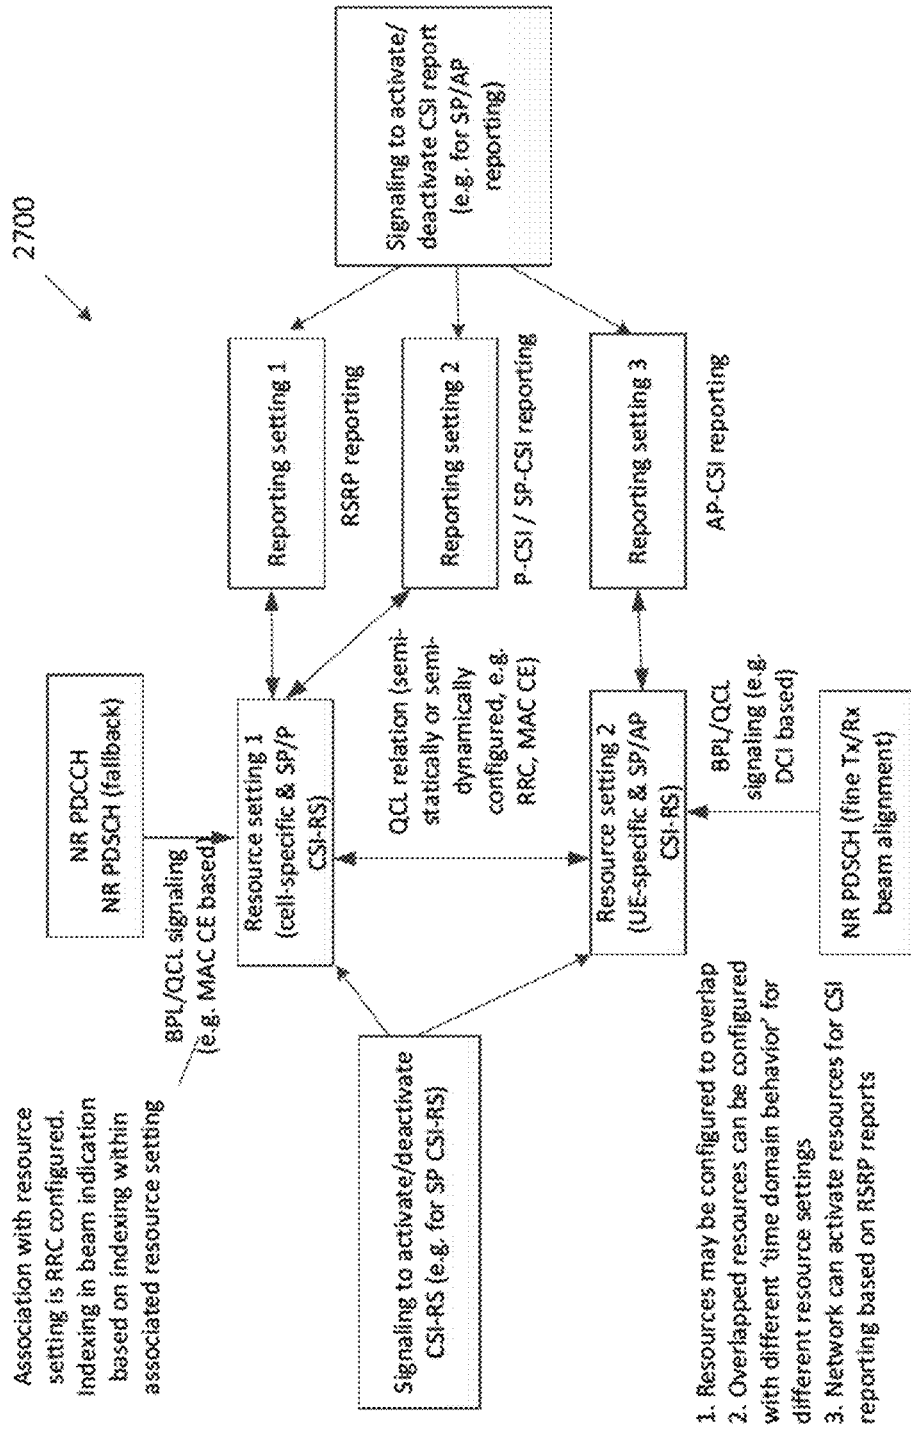 2700
Association with resource
setting is RRC configured.
Indexing in beam indication
based on indexing within
associated resource setting
NR PDCCH
NR PDSCH (fallback)
BPL/QCL signaling
(e.g. MAC CE based)
Signaling to activate/deactivate
CSI-RS (e.g. for SP CSI-RS)
Resource setting 1
(cell-specific & SP/P
CSI-RS)
QCL relation (semi-
statically or semi-
dynamically
configured, e.g.
RRC, MAC CE)
Resource setting 2
(UE-specific & SP/AP
CSI-RS)
BPL/QCL
signaling (e.g.
DCI based)
NR PDSCH (fine Tx/Rx
beam alignment)
Reporting setting 1
RSRP reporting
Reporting setting 2
P-CSI / SP-CSI reporting
Reporting setting 3
AP-CSI reporting
Signaling to activate/
deactivate CSI report
(e.g. for SP/AP
reporting)
1. Resources may be configured to overlap
2. Overlapped resources can be configured
with different ‘time domain behavior’ for
different resource settings
3. Network can activate resources for CSI
reporting based on RSRP reports